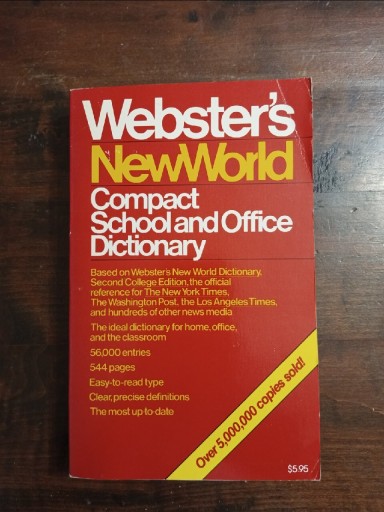 Webster's
NewWorld
Compact
School and Office
Dictionary
Based on Webster's New World Dictionary,
Second College Edition, the official
reference for The New York Times,
The Washington Post, the Los Angeles Times,
and hundreds of other news media
The ideal dictionary for home, office,
and the classroom
56,000 entries
544 pages
Easy-to-read type
Clear, precise definitions
The most up-to-date
Over 5,000,000 copies sold!
$5.95